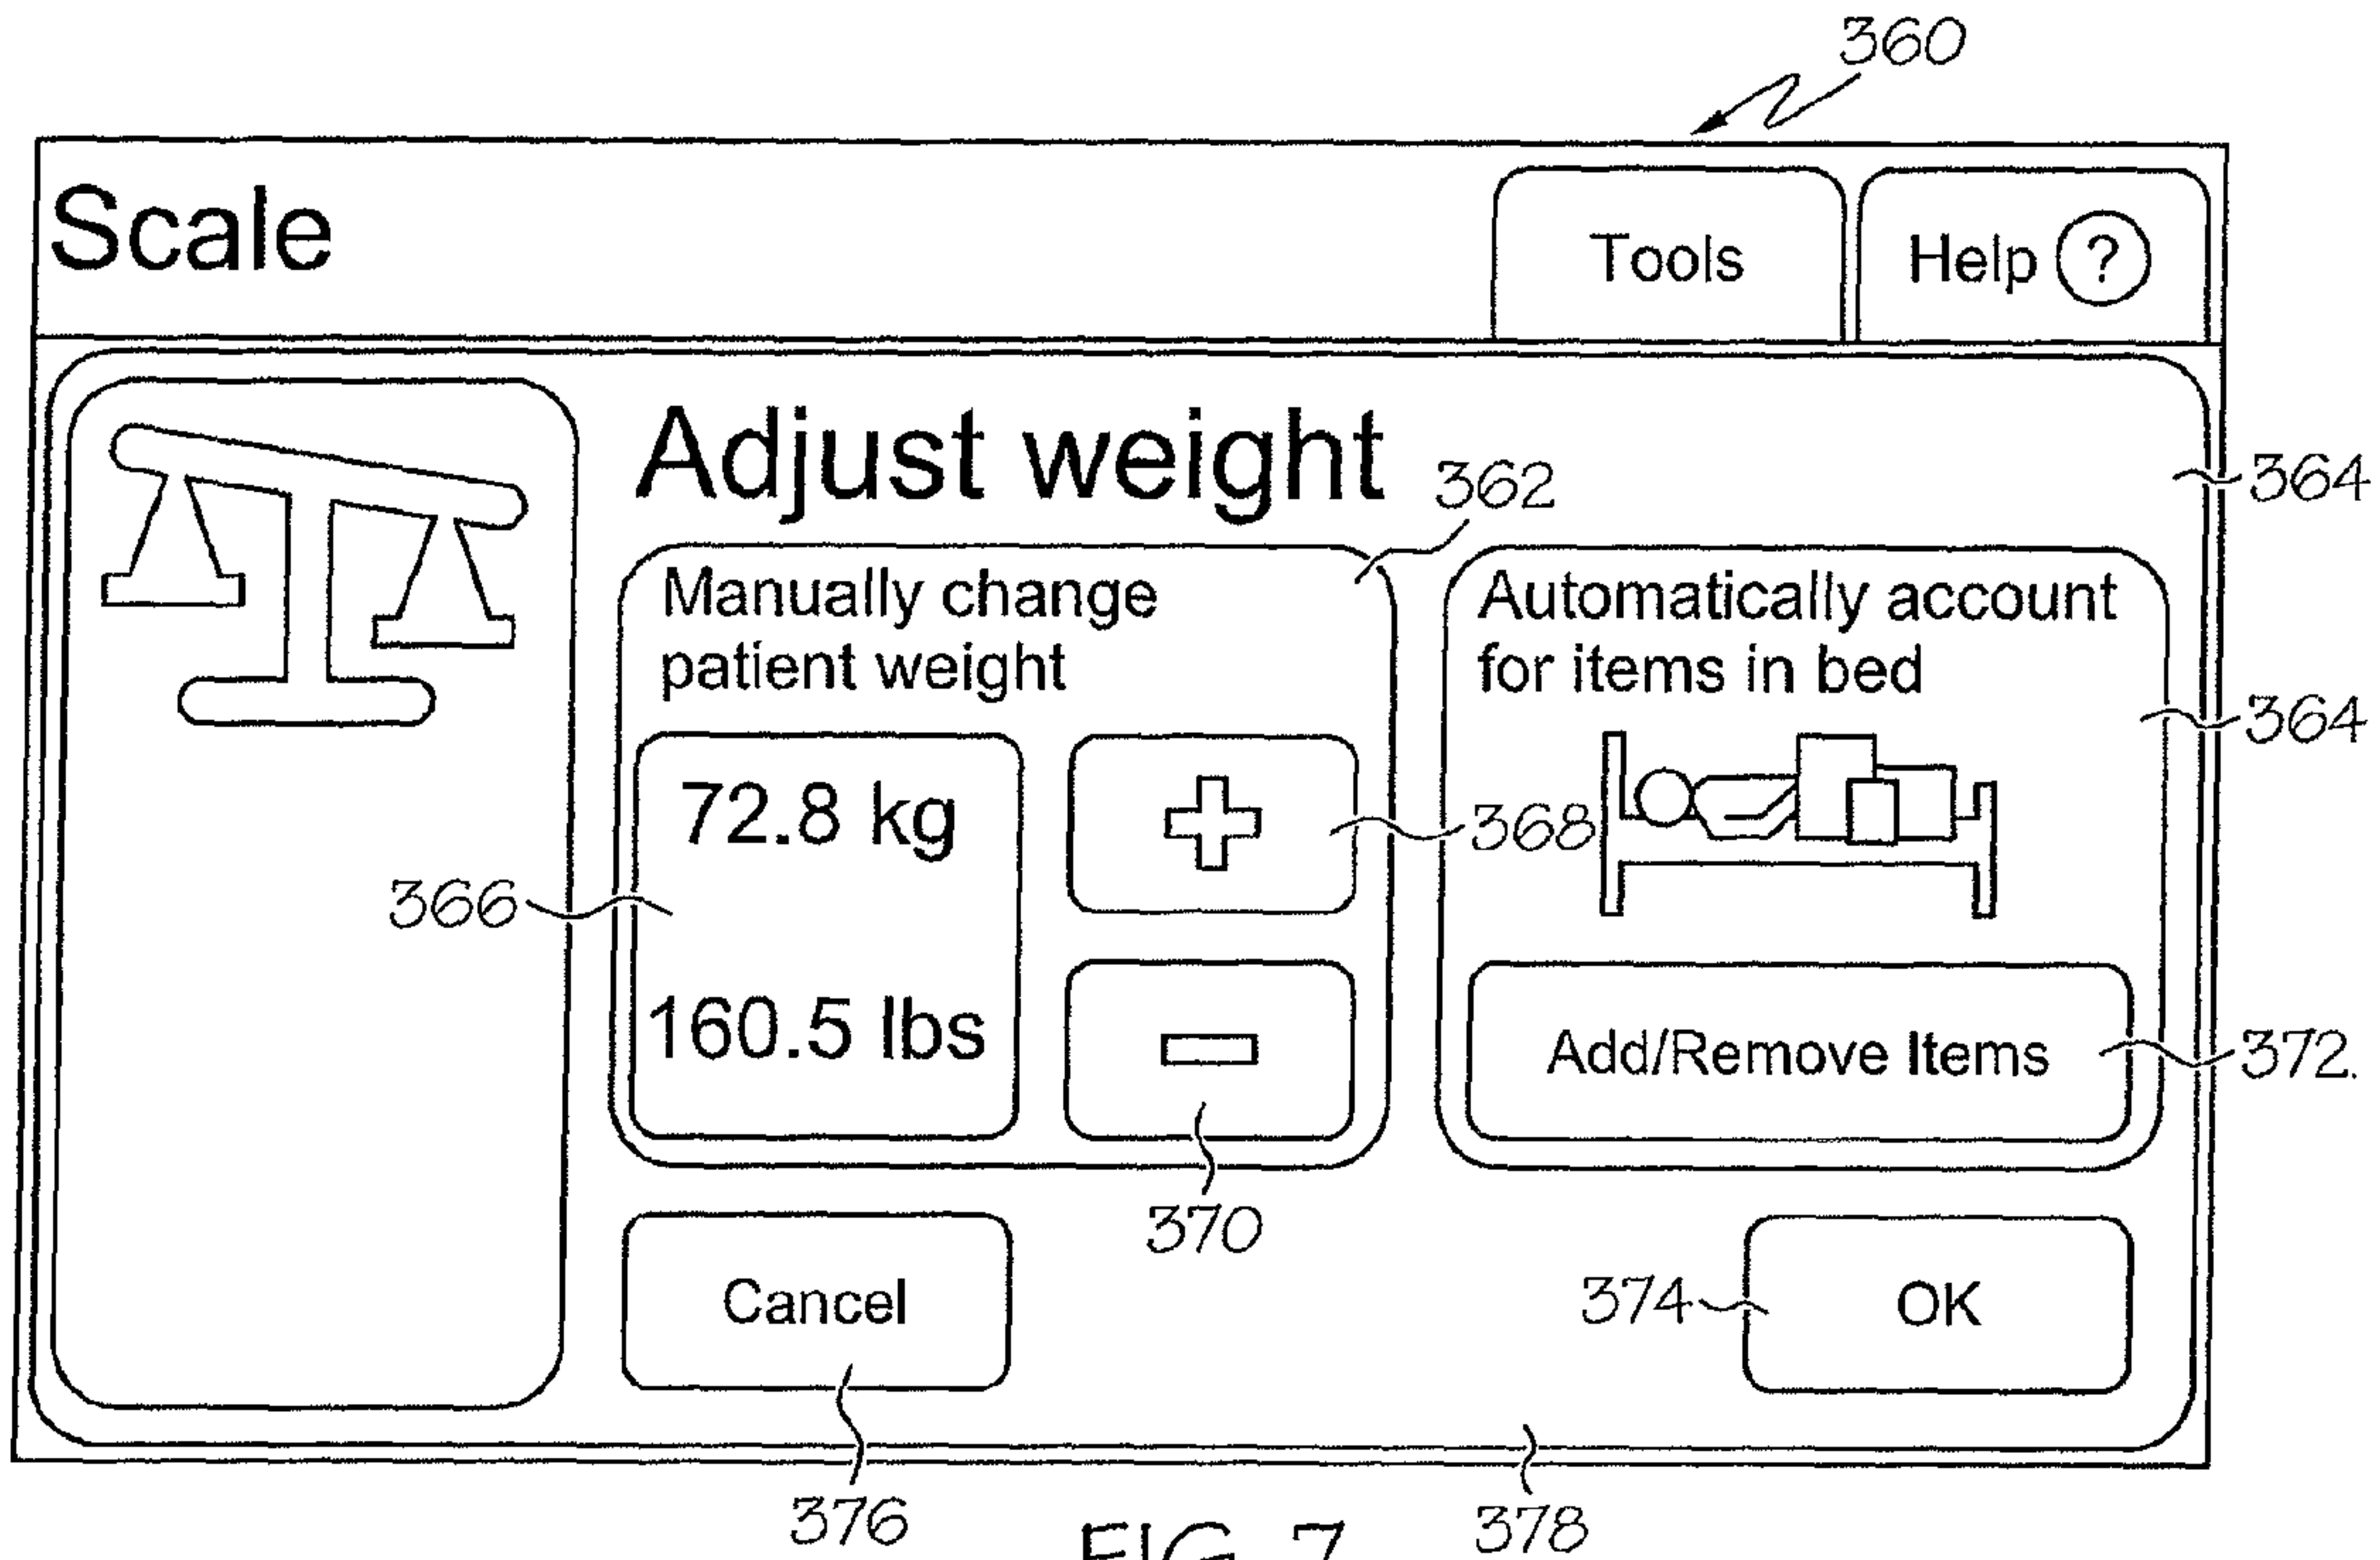 360
Scale
Tools
Help ?
Adjust weight
362
364
Manually change
patient weight
Automatically account
for items in bed
364
72.8 kg
368
366
160.5 lbs
Add/Remove Items
372.
370
Cancel
374
OK
376
378
FIG. 7